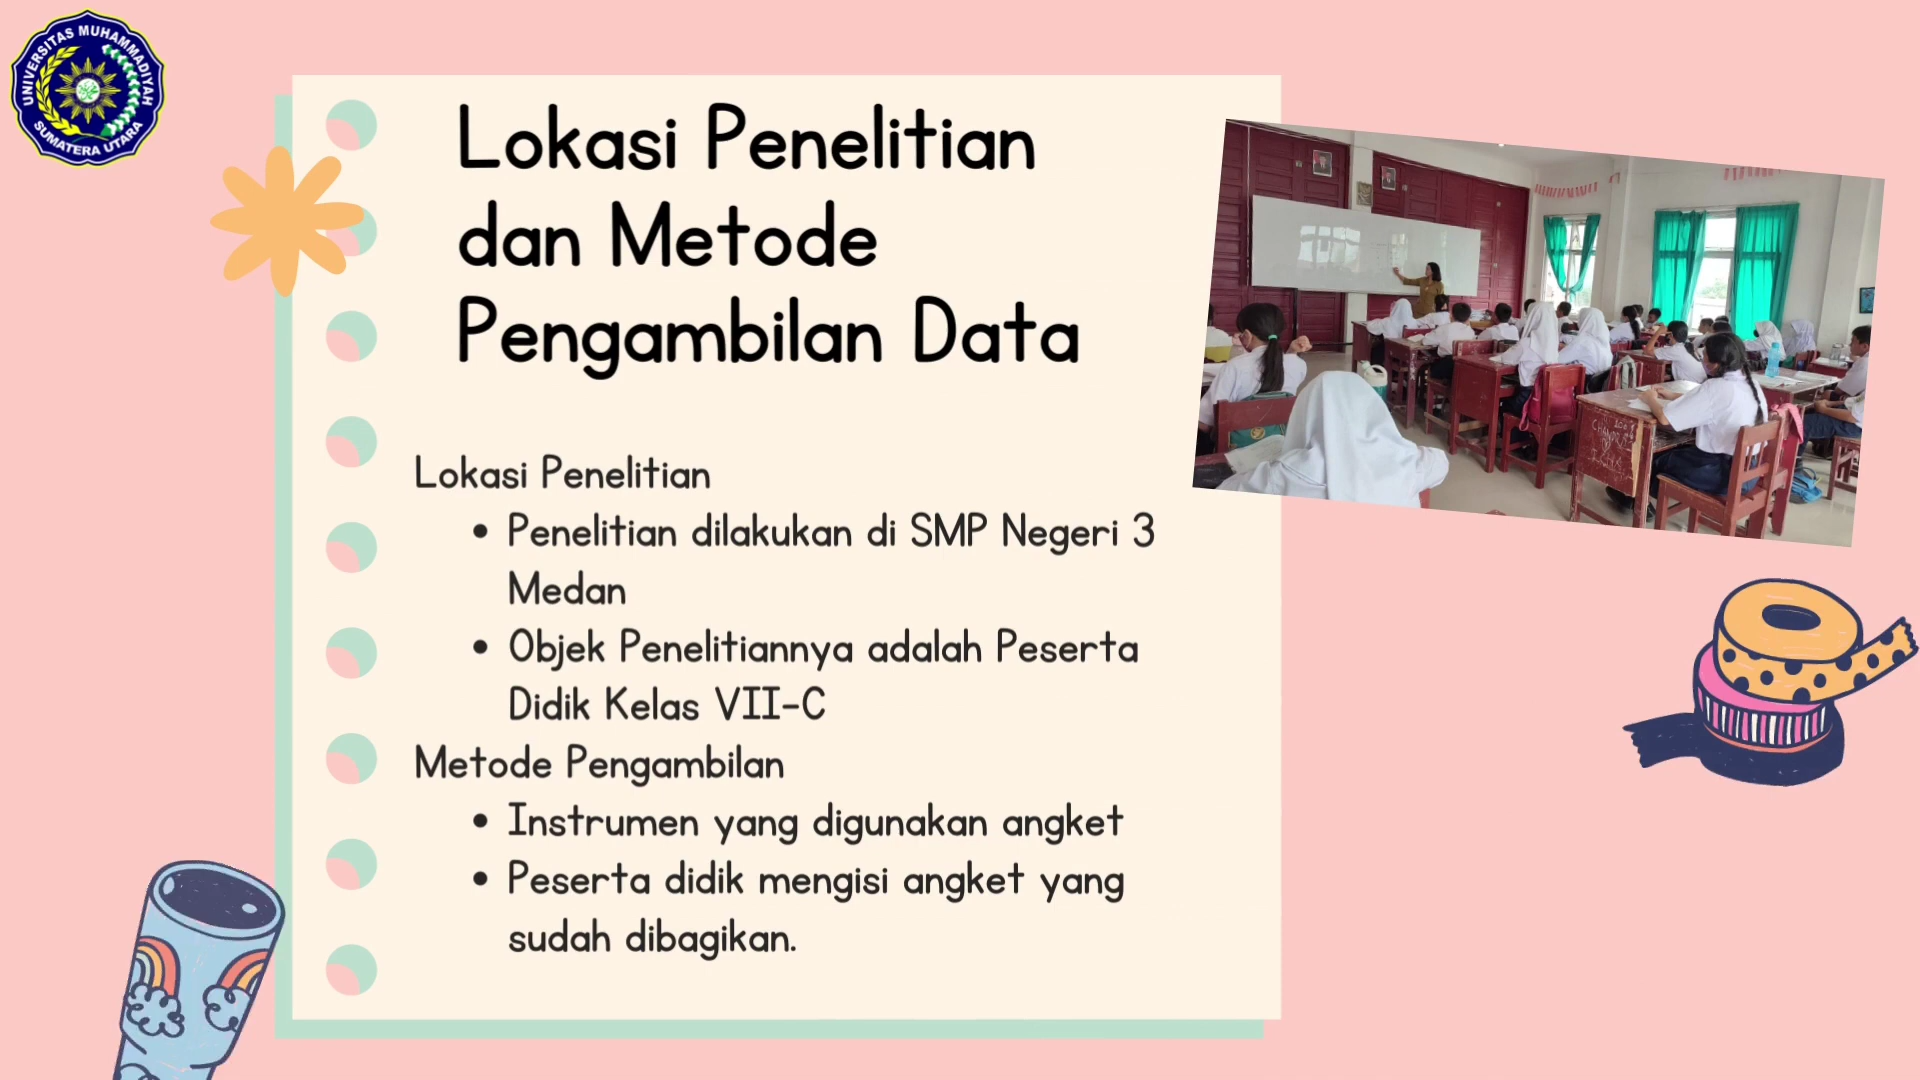 UNIVERSITAS MUHAMMADIYAH
SUMATERA UTARA
Lokasi Penelitian
dan Metode
Pengambilan Data
Lokasi Penelitian
• Penelitian dilakukan di SMP Negeri 3
Medan
• Objek Penelitiannya adalah Peserta
Didik Kelas VII-C
Metode Pengambilan
• Instrumen yang digunakan angket
• Peserta didik mengisi angket yang
sudah dibagikan.